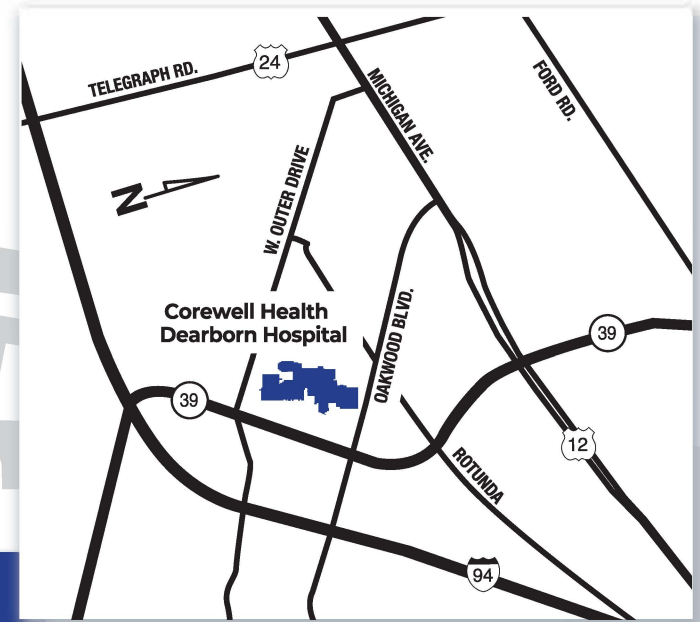 24
TELEGRAPH RD.
MICHIGAN AVE.
FORD RD.
N
W. OUTER DRIVE
Corewell Health
Dearborn Hospital
OAKWOOD BLVD.
39
39
12
ROTUNDA
94